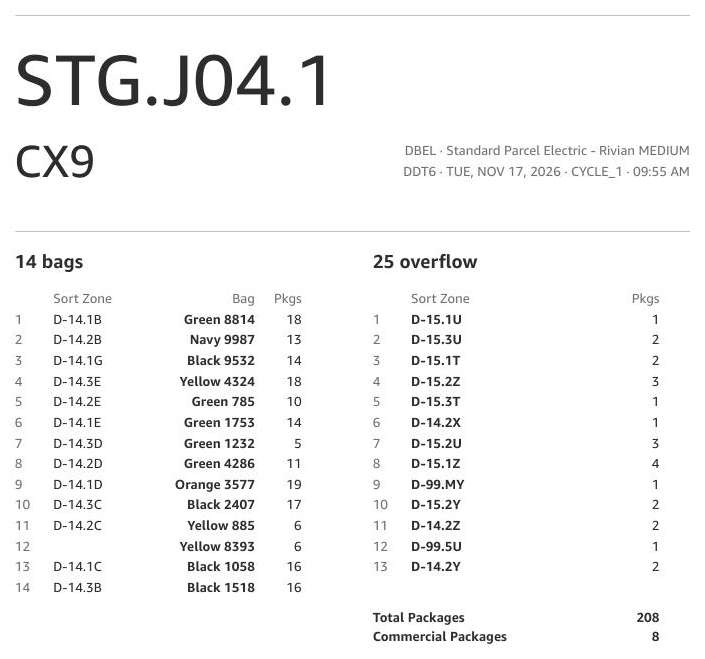 STG.J04.1
CX9
DBEL · Standard Parcel Electric - Rivian MEDIUM
DDT6 · TUE, NOV 17, 2026 · CYCLE_1 · 09:55 AM
14 bags
Sort Zone Bag Pkgs
1 D-14.1B Green 8814 18
2 D-14.2B Navy 9987 13
3 D-14.1G Black 9532 14
4 D-14.3E Yellow 4324 18
5 D-14.2E Green 785 10
6 D-14.1E Green 1753 14
7 D-14.3D Green 1232 5
8 D-14.2D Green 4286 11
9 D-14.1D Orange 3577 19
10 D-14.3C Black 2407 17
11 D-14.2C Yellow 885 6
12 Yellow 8393 6
13 D-14.1C Black 1058 16
14 D-14.3B Black 1518 16
25 overflow
Sort Zone Pkgs
1 D-15.1U 1
2 D-15.3U 2
3 D-15.1T 2
4 D-15.2Z 3
5 D-15.3T 1
6 D-14.2X 1
7 D-15.2U 3
8 D-15.1Z 4
9 D-99.MY 1
10 D-15.2Y 2
11 D-14.2Z 2
12 D-99.5U 1
13 D-14.2Y 2
Total Packages 208
Commercial Packages 8